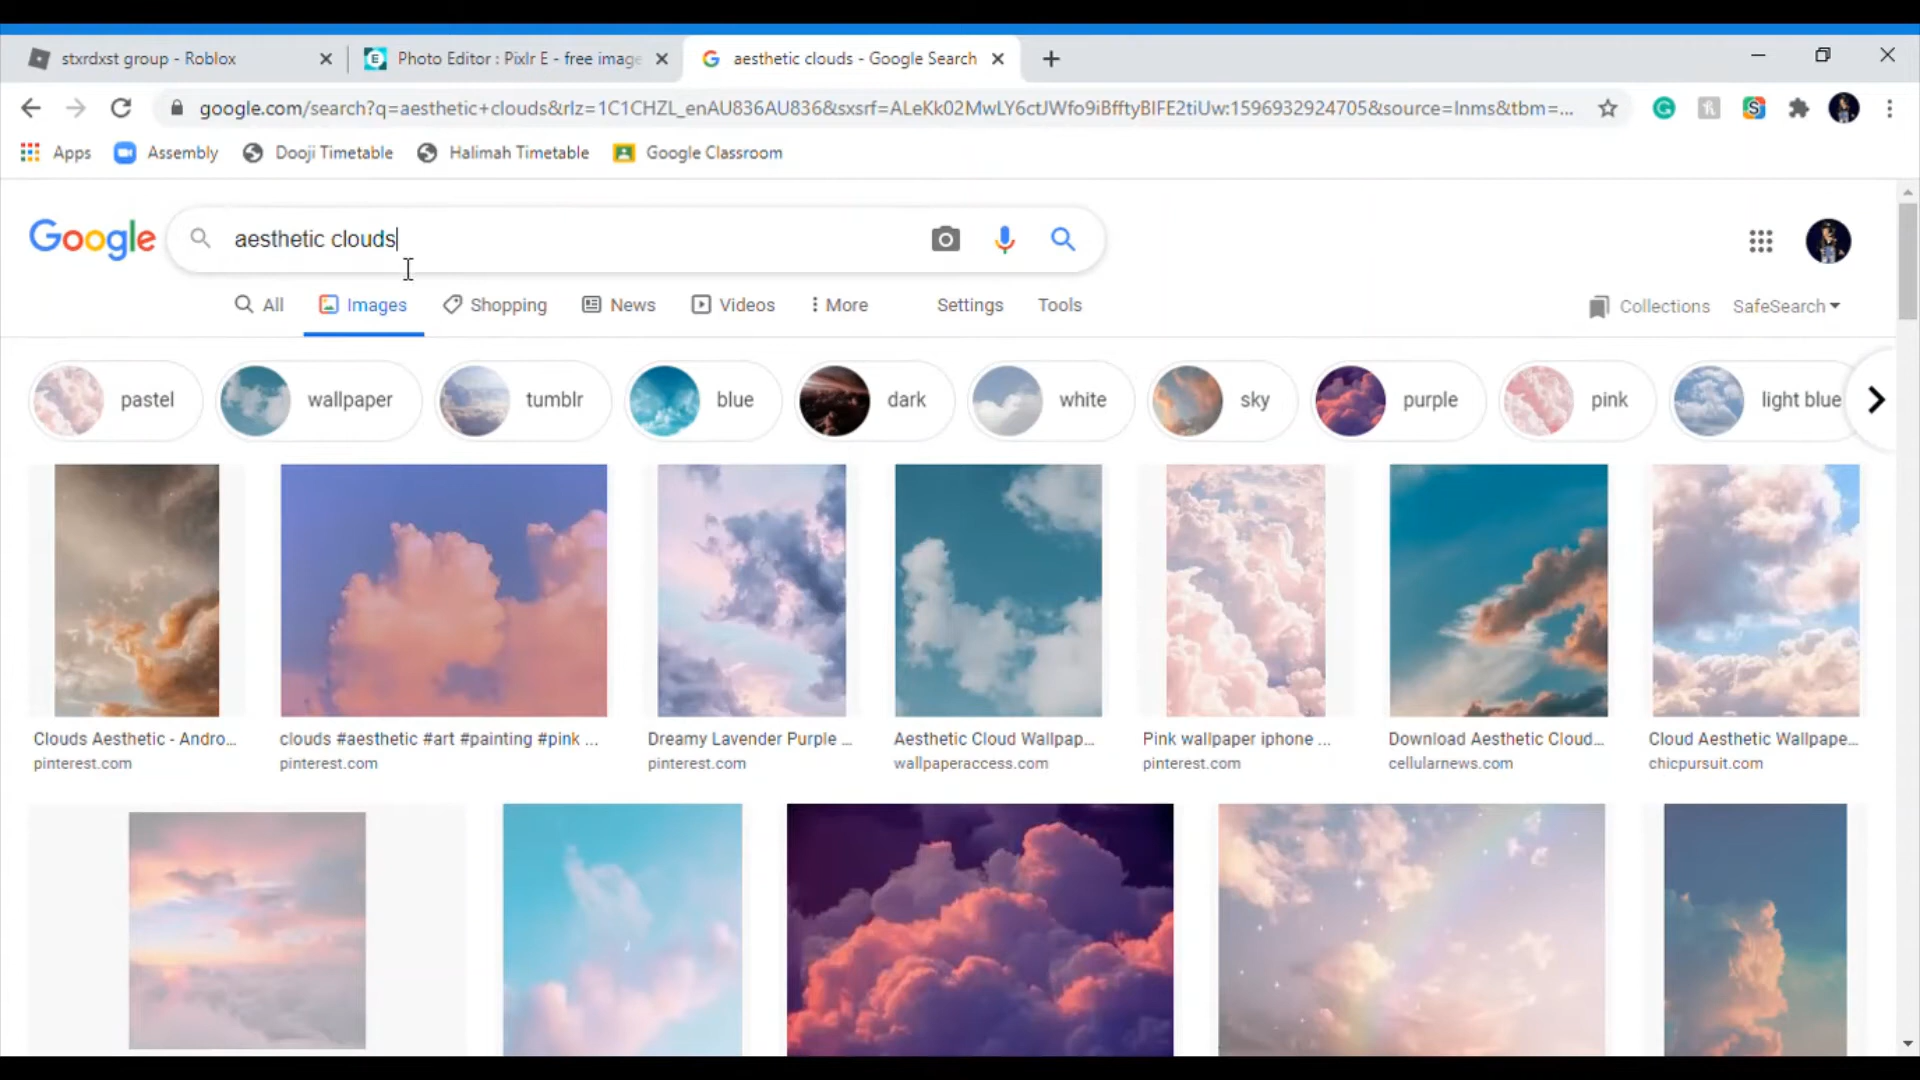 stxrdxst group - Roblox
Photo Editor : Pixlr E - free image
aesthetic clouds - Google Search
google.com/search?q=aesthetic+clouds&rlz=1C1CHZL_enAU836AU836&sxsrf=ALeKk02MwLY6ctJWfo9iBfftyBIFE2tiUw:1596932924705&source=lnms&tbm=...
Apps
Assembly
Dooji Timetable
Halimah Timetable
Google Classroom
Google
aesthetic clouds
All
Images
Shopping
News
Videos
More
Settings
Tools
Collections
SafeSearch
pastel
wallpaper
tumblr
blue
dark
white
sky
purple
pink
light blue
Clouds Aesthetic - Andro...
pinterest.com
clouds #aesthetic #art #painting #pink ...
pinterest.com
Dreamy Lavender Purple ...
pinterest.com
Aesthetic Cloud Wallpap...
wallpaperaccess.com
Pink wallpaper iphone ...
pinterest.com
Download Aesthetic Cloud...
cellularnews.com
Cloud Aesthetic Wallpape...
chicpursuit.com